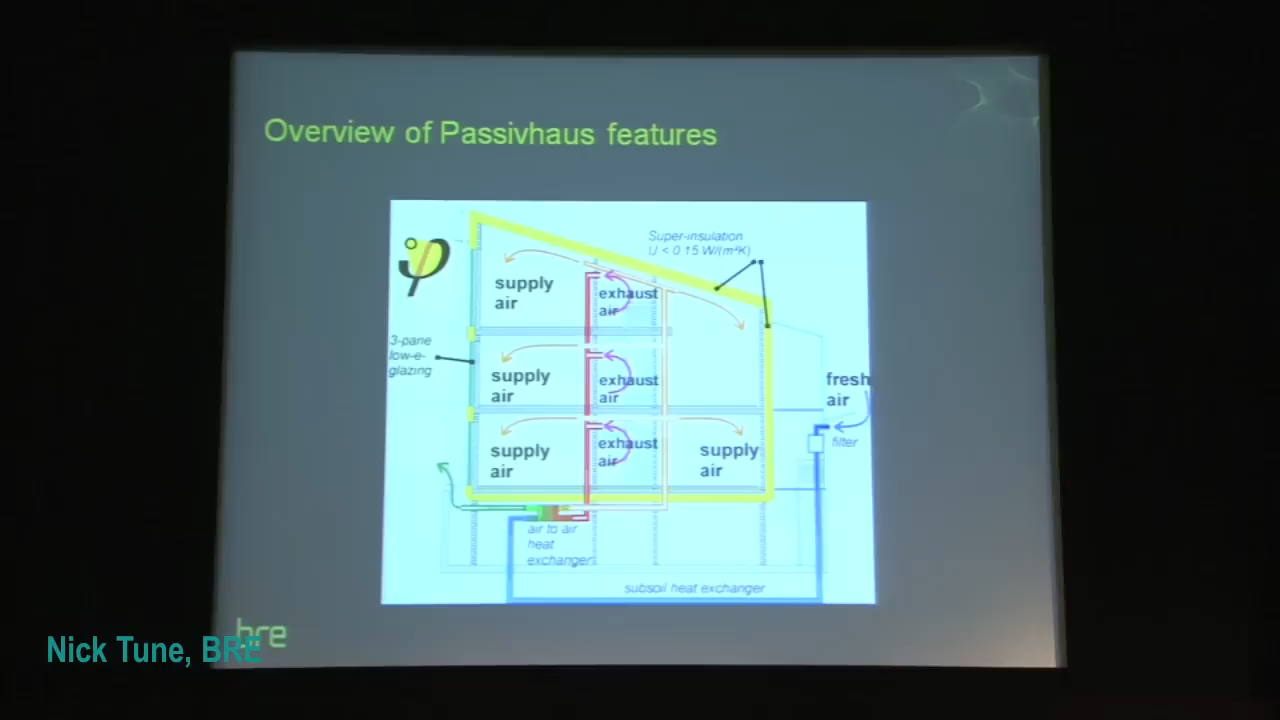 Overview of Passivhaus features
Super-insulation
U < 0.15 W/(m²K)
supply
air
exhaust
air
3-pane
low-e-
glazing
supply
air
exhaust
air
fresh
air
filter
supply
air
exhaust
air
supply
air
air to air
heat
exchanger
subsoil heat exchanger
bre
Nick Tune, BRE